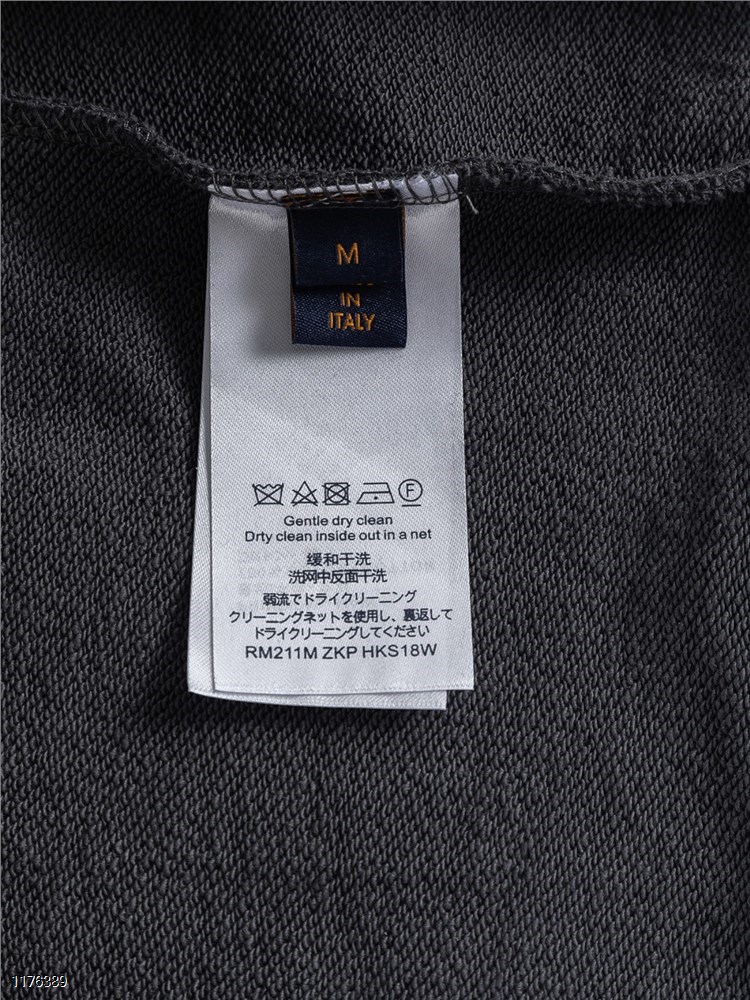 M
IN
ITALY
F
Gentle dry clean
Drty clean inside out in a net
缓和干洗
洗网中反面干洗
弱流でドライクリーニング
クリーニングネットを使用し、裏返して
ドライクリーニングしてください
RM211M ZKP HKS18W
1176389